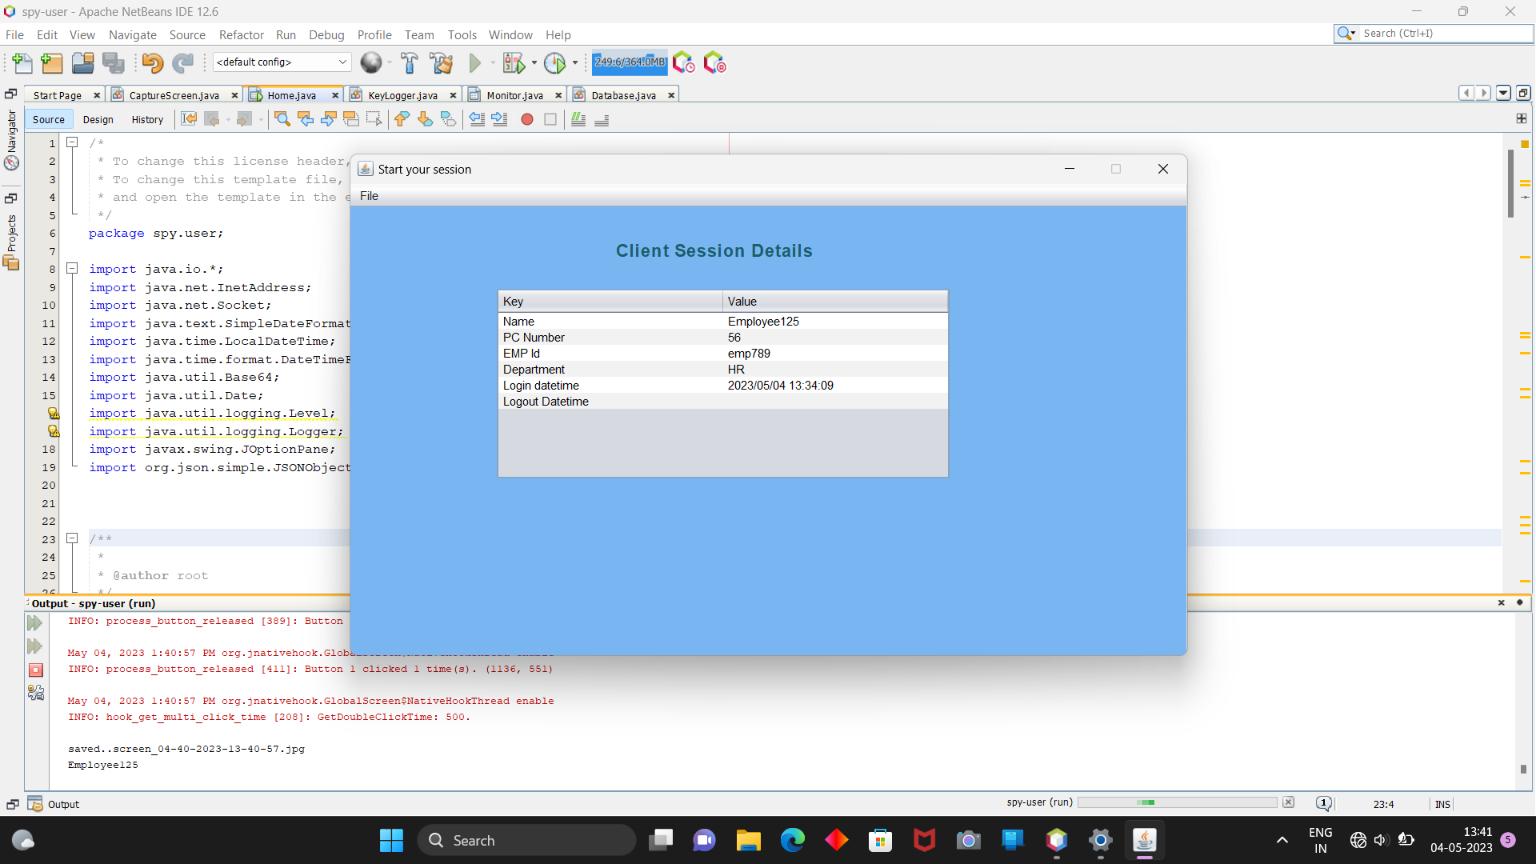 spy-user - Apache NetBeans IDE 12.6
File Edit View Navigate Source Refactor Run Debug Profile Team Tools Window Help
Search (Ctrl+I)
<default config>
249.6/364.0MB
Start Page CaptureScreen.java Home.java KeyLogger.java Monitor.java Database.java
Source Design History
Navigator
Projects
1 /*
2 * To change this license header,
3 * To change this template file,
4 * and open the template in the e
5 */
6 package spy.user;
7
8 import java.io.*;
9 import java.net.InetAddress;
10 import java.net.Socket;
11 import java.text.SimpleDateFormat
12 import java.time.LocalDateTime;
13 import java.time.format.DateTimeF
14 import java.util.Base64;
15 import java.util.Date;
import java.util.logging.Level;
import java.util.logging.Logger;
18 import javax.swing.JOptionPane;
19 import org.json.simple.JSONObject
20
21
22
23 /**
24 *
25 * @author root
26 */
Start your session
File
Client Session Details
Key Value
Name Employee125
PC Number 56
EMP Id emp789
Department HR
Login datetime 2023/05/04 13:34:09
Logout Datetime
Output - spy-user (run)
INFO: process_button_released [389]: Button
May 04, 2023 1:40:57 PM org.jnativehook.GlobalScreen$NativeHookThread enable
INFO: process_button_released [411]: Button 1 clicked 1 time(s). (1136, 551)
May 04, 2023 1:40:57 PM org.jnativehook.GlobalScreen$NativeHookThread enable
INFO: hook_get_multi_click_time [208]: GetDoubleClickTime: 500.
saved..screen_04-40-2023-13-40-57.jpg
Employee125
Output
spy-user (run)
1
23:4
INS
Search
ENG
IN
13:41
04-05-2023
5